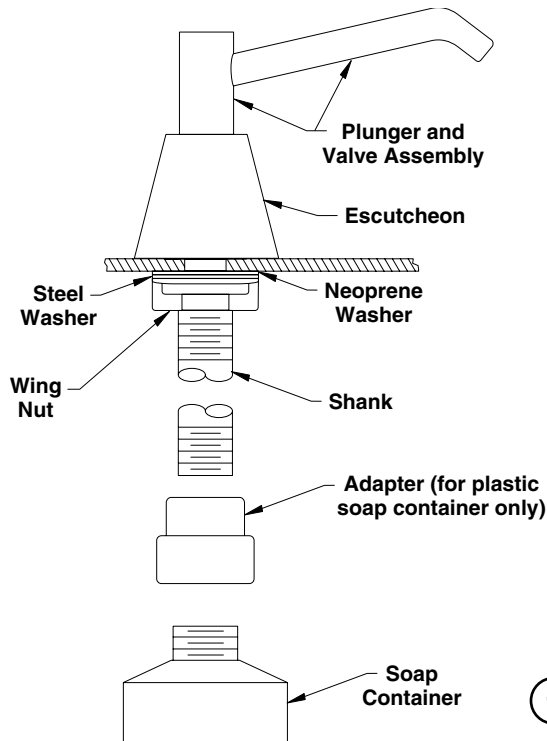 Plunger and
Valve Assembly
Escutcheon
Steel
Washer
Neoprene
Washer
Wing
Nut
Shank
Adapter (for plastic
soap container only)
Soap
Container